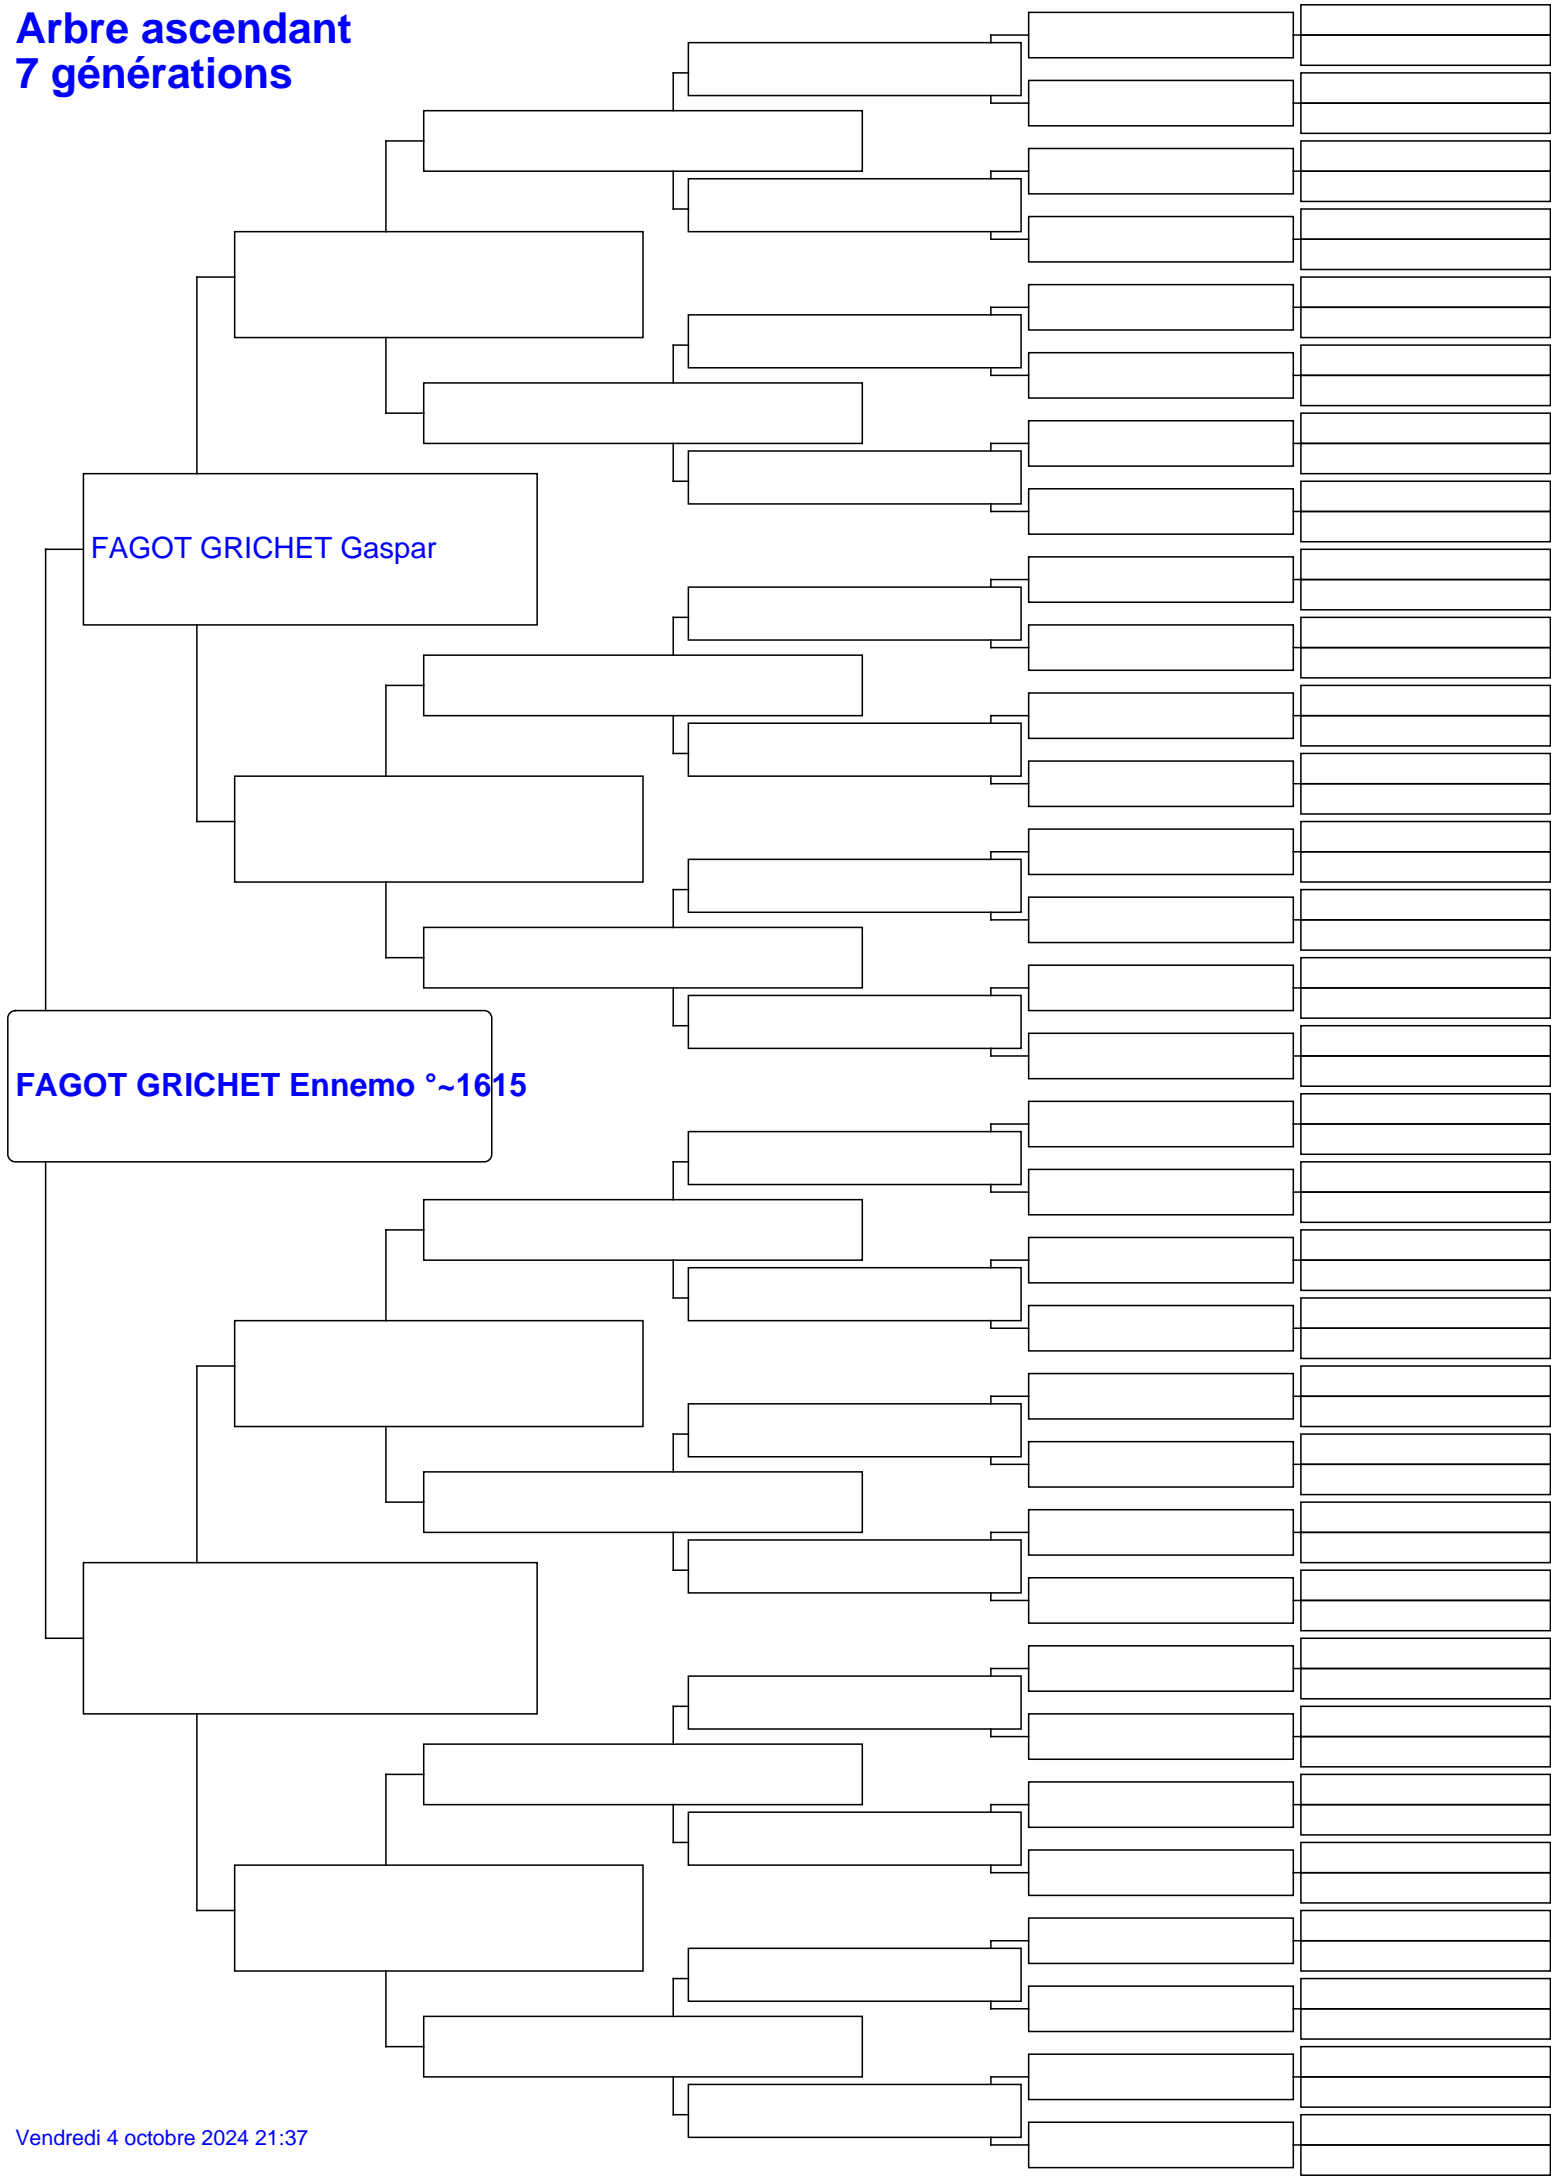 Arbre ascendant
7 générations
FAGOT GRICHET Gaspar
FAGOT GRICHET Ennemo °~1615
Vendredi 4 octobre 2024 21:37